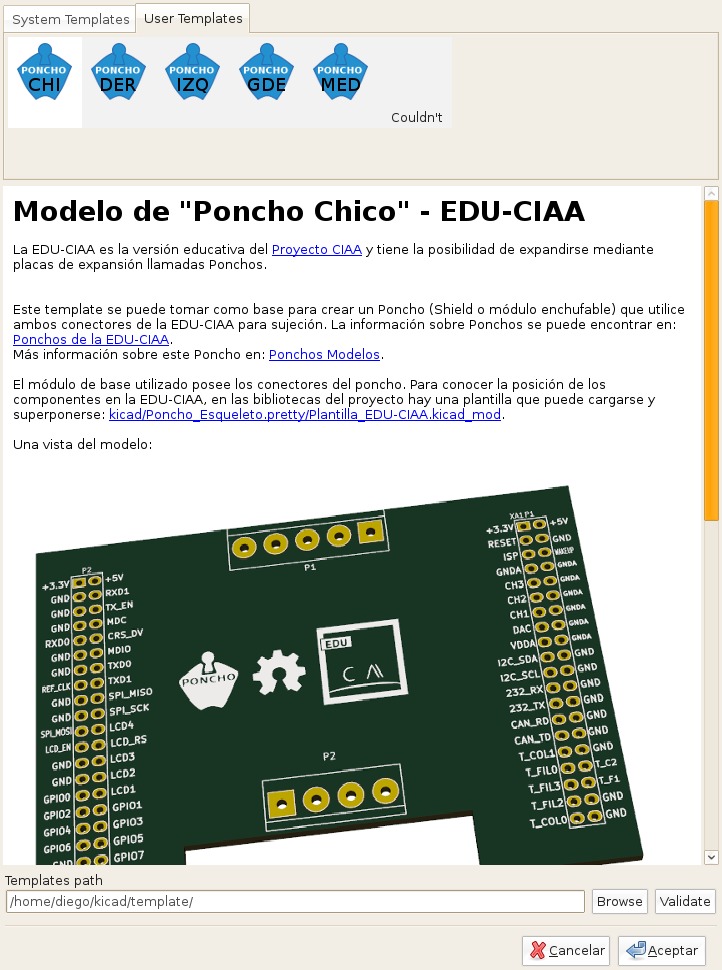 System Templates
User Templates
PONCHO CHI
PONCHO DER
PONCHO IZQ
PONCHO GDE
PONCHO MED
Couldn't
Modelo de "Poncho Chico" - EDU-CIAA
La EDU-CIAA es la versión educativa del Proyecto CIAA y tiene la posibilidad de expandirse mediante
placas de expansión llamadas Ponchos.
Este template se puede tomar como base para crear un Poncho (Shield o módulo enchufable) que utilice
ambos conectores de la EDU-CIAA para sujeción. La información sobre Ponchos se puede encontrar en:
Ponchos de la EDU-CIAA.
Más información sobre este Poncho en: Ponchos Modelos.
El módulo de base utilizado posee los conectores del poncho. Para conocer la posición de los
componentes en la EDU-CIAA, en las bibliotecas del proyecto hay una plantilla que puede cargarse y
superponerse: kicad/Poncho_Esqueleto.pretty/Plantilla_EDU-CIAA.kicad_mod.
Una vista del modelo:
P2
+3.3V +5V
GND RXD1
GND TX_EN
GND MDC
RXD0 CRS_DV
GND MDIO
GND TXD0
REF_CLK TXD1
GND SPI_MISO
GND SPI_SCK
SPI_MOSI LCD4
LCD_EN LCD_RS
GND LCD3
GND LCD2
GPIO0 LCD1
GPIO2 GPIO1
GPIO4 GPIO3
GPIO6 GPIO5
GND GPIO7
P1
PONCHO
EDU
C
P2
XA1 P1
+3.3V +5V
RESET GND
ISP WAKEUP
GNDA GNDA
CH3 GNDA
CH2 GNDA
CH1 GNDA
DAC GNDA
VDDA GNDA
I2C_SDA GND
I2C_SCL GND
232_RX GND
232_TX GND
CAN_RD GND
CAN_TD GND
T_COL1 GND
T_FIL0 T_C2
T_FIL3 T_F1
T_FIL2 GND
T_COL0 GND
Templates path
/home/diego/kicad/template/
Browse
Validate
Cancelar
Aceptar